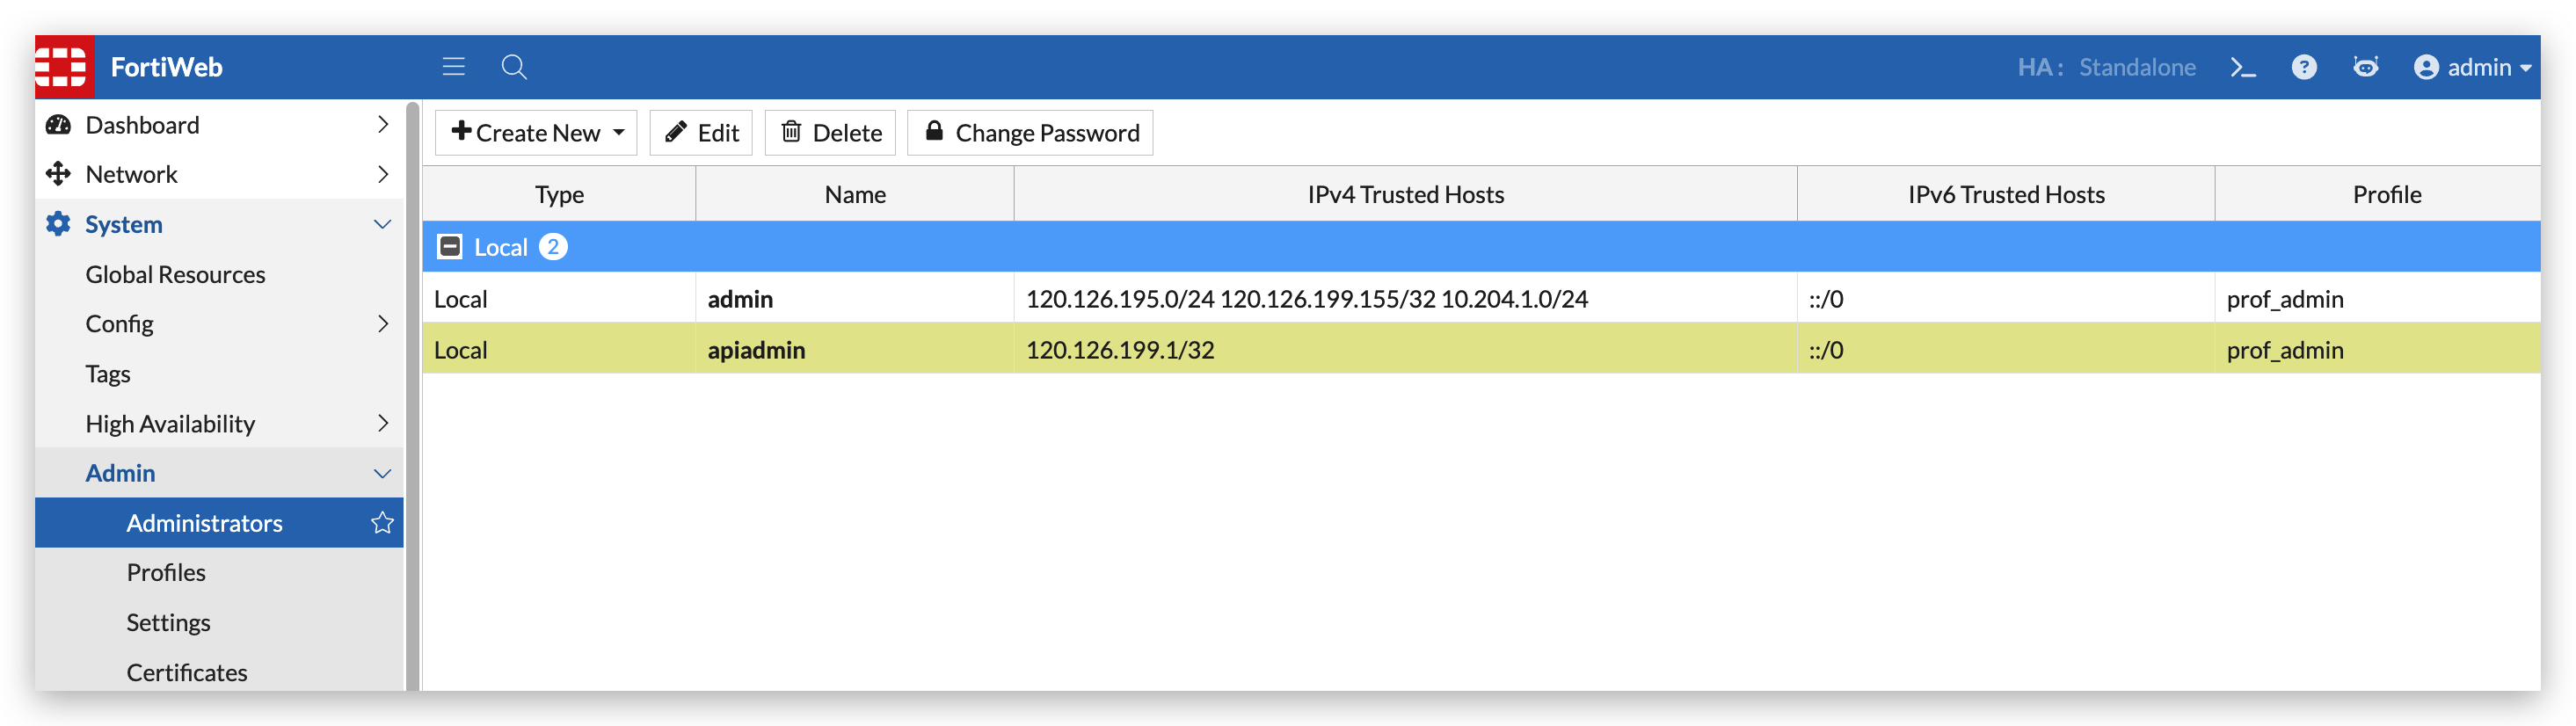 FortiWeb HA: Standalone >_ ? admin
Dashboard
Network
System
Global Resources
Config
Tags
High Availability
Admin
Administrators
Profiles
Settings
Certificates
Create New Edit Delete Change Password
Type Name IPv4 Trusted Hosts IPv6 Trusted Hosts Profile
Local 2
Local admin 120.126.195.0/24 120.126.199.155/32 10.204.1.0/24 ::/0 prof_admin
Local apiadmin 120.126.199.1/32 ::/0 prof_admin